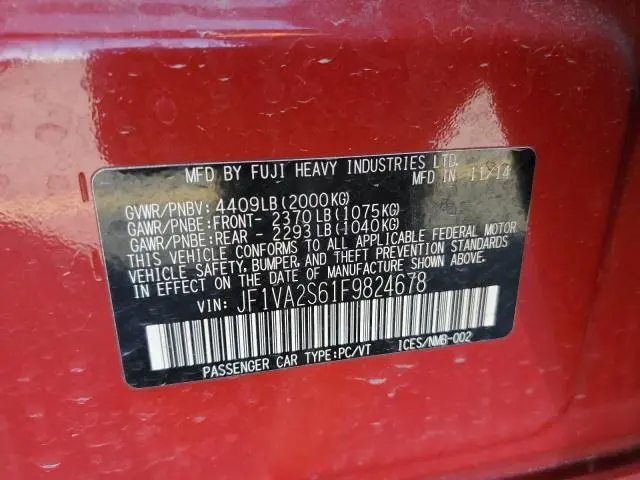 MFD BY FUJI HEAVY INDUSTRIES LTD.
MFD IN 11/14
GVWR/PNBV: 4409LB(2000KG)
GAWR/PNBE:FRONT- 2370LB(1075KG)
GAWR/PNBE:REAR - 2293LB(1040KG)
THIS VEHICLE CONFORMS TO ALL APPLICABLE FEDERAL MOTOR
VEHICLE SAFETY, BUMPER, AND THEFT PREVENTION STANDARDS
IN EFFECT ON THE DATE OF MANUFACTURE SHOWN ABOVE.
VIN: JF1VA2S61F9824678
PASSENGER CAR TYPE:PC/VT ICES/NMB-002